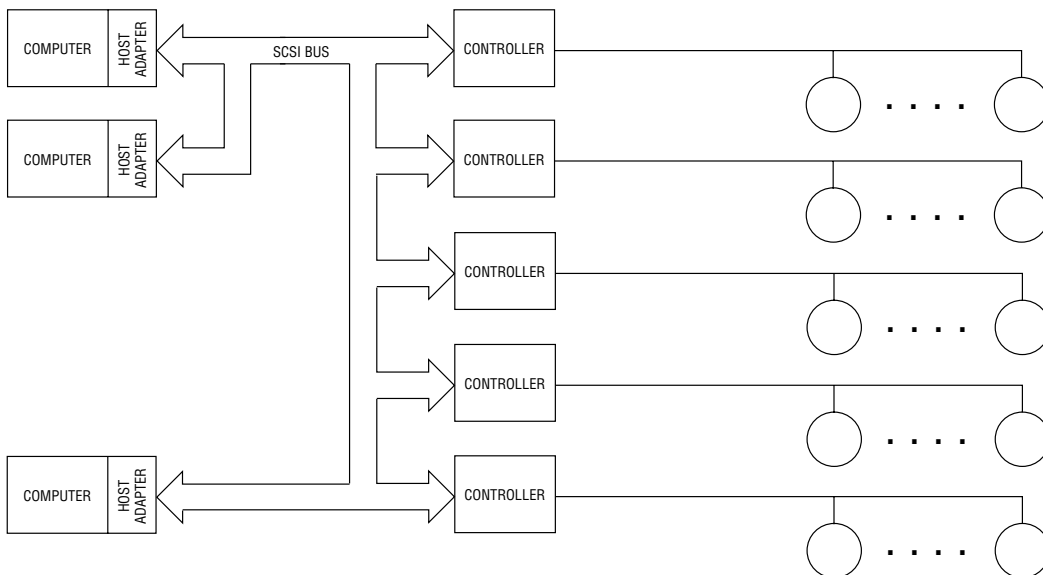 COMPUTER
HOST
ADAPTER
SCSI BUS
CONTROLLER
COMPUTER
HOST
ADAPTER
CONTROLLER
CONTROLLER
CONTROLLER
COMPUTER
HOST
ADAPTER
CONTROLLER